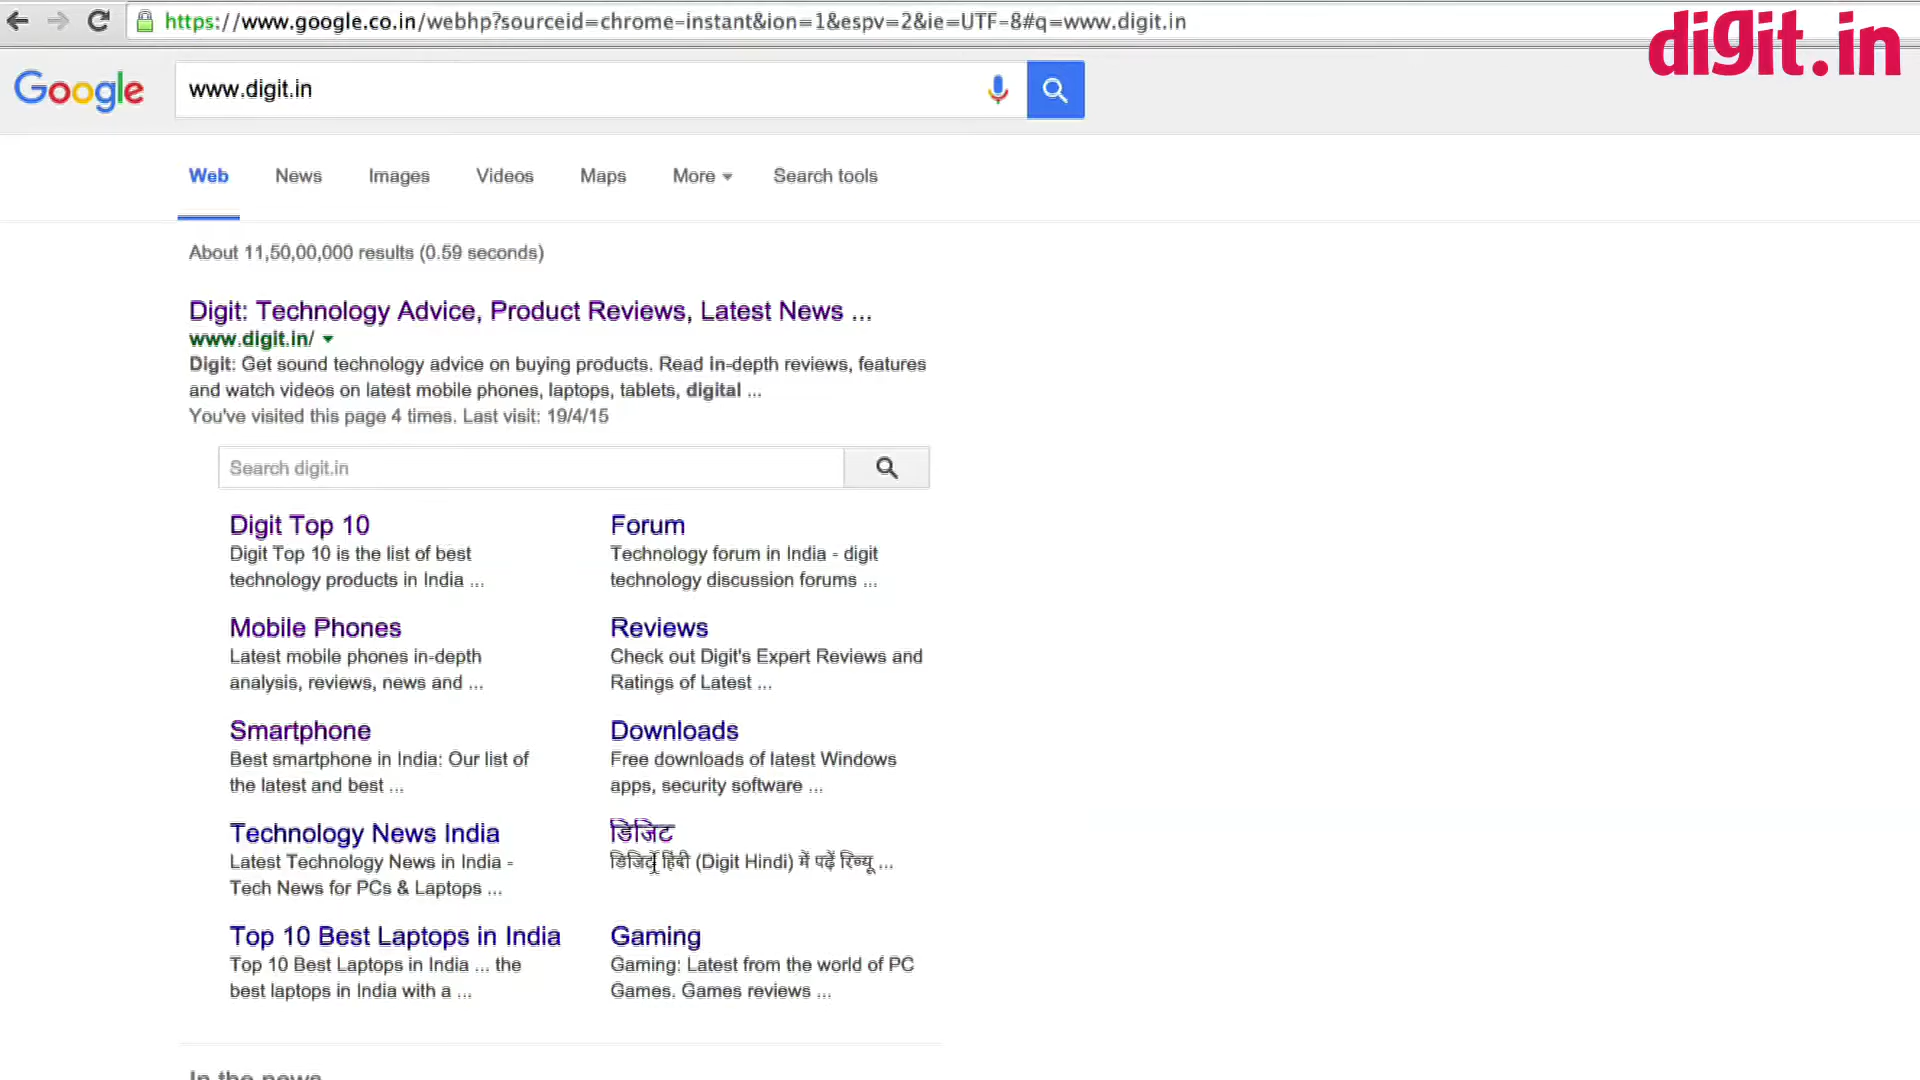 https://www.google.co.in/webhp?sourceid=chrome-instant&ion=1&espv=2&ie=UTF-8#q=www.digit.in
digit.in
Google
www.digit.in
Web News Images Videos Maps More Search tools
About 11,50,00,000 results (0.59 seconds)
Digit: Technology Advice, Product Reviews, Latest News ...
www.digit.in/
Digit: Get sound technology advice on buying products. Read in-depth reviews, features
and watch videos on latest mobile phones, laptops, tablets, digital ...
You've visited this page 4 times. Last visit: 19/4/15
Search digit.in
Digit Top 10
Digit Top 10 is the list of best
technology products in India ...
Forum
Technology forum in India - digit
technology discussion forums ...
Mobile Phones
Latest mobile phones in-depth
analysis, reviews, news and ...
Reviews
Check out Digit's Expert Reviews and
Ratings of Latest ...
Smartphone
Best smartphone in India: Our list of
the latest and best ...
Downloads
Free downloads of latest Windows
apps, security software ...
Technology News India
Latest Technology News in India -
Tech News for PCs & Laptops ...
डिजिट
डिजिट हिंदी (Digit Hindi) में पढ़ें रिव्यू ...
Top 10 Best Laptops in India
Top 10 Best Laptops in India ... the
best laptops in India with a ...
Gaming
Gaming: Latest from the world of PC
Games. Games reviews ...
In the news